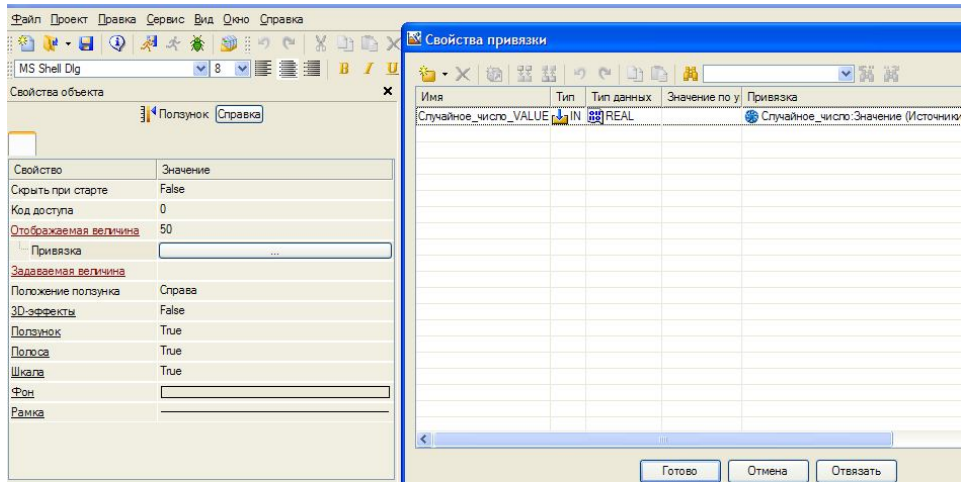 Файл Проект Правка Сервис Вид Окно Справка
MS Shell Dlg 8 B I U
Свойства объекта
Ползунок Справка
Свойство Значение
Скрыть при старте False
Код доступа 0
Отображаемая величина 50
Привязка ...
Задаваемая величина
Положение ползунка Справа
3D-эффекты False
Ползунок True
Полоса True
Шкала True
Фон
Рамка
Свойства привязки
Имя Тип Тип данных Значение по у Привязка
Случайное_число_VALUE IN REAL Случайное_число:Значение (Источники
Готово Отмена Отвязать